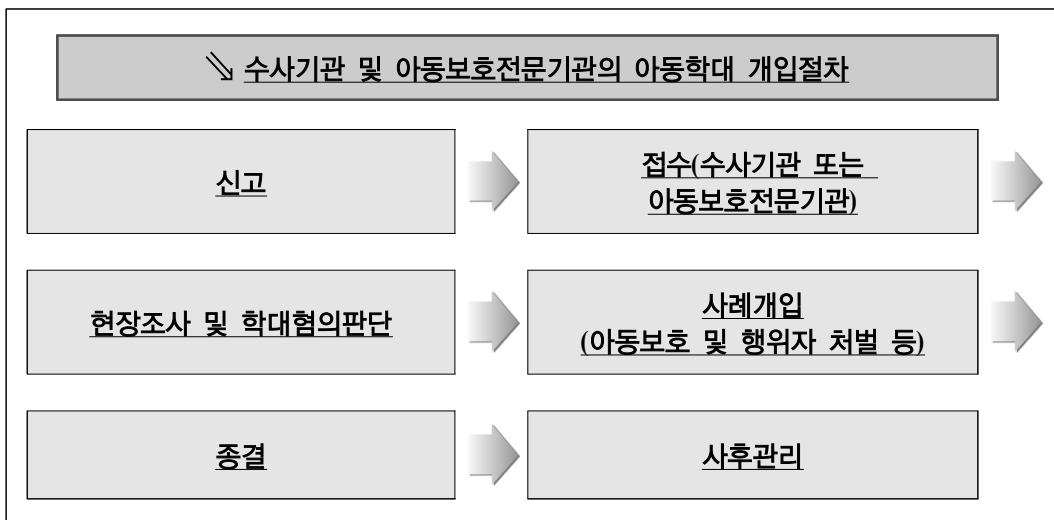 ⇘ 수사기관 및 아동보호전문기관의 아동학대 개입절차
신고
접수(수사기관 또는
아동보호전문기관)
현장조사 및 학대혐의판단
사례개입
(아동보호 및 행위자 처벌 등)
종결
사후관리